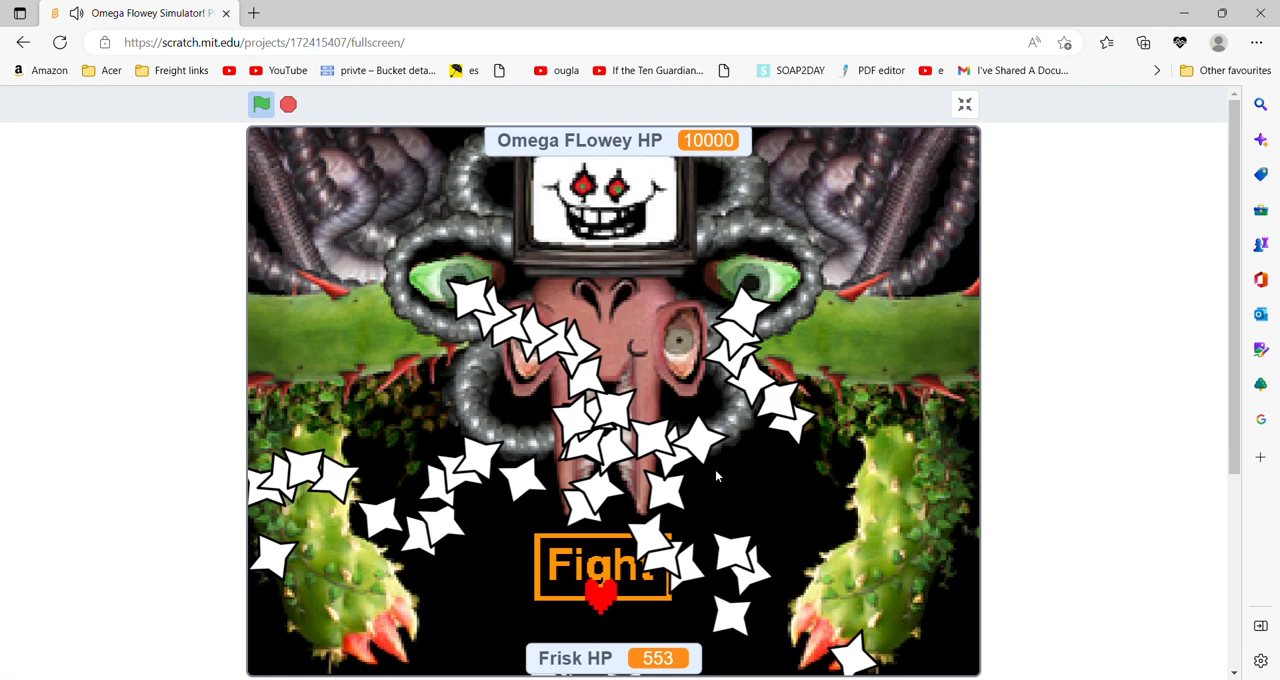 Omega Flowey Simulator! P
https://scratch.mit.edu/projects/172415407/fullscreen/
Amazon Acer Freight links YouTube privte – Bucket deta... es ougla If the Ten Guardian... SOAP2DAY PDF editor e I've Shared A Docu... Other favourites
Omega FLowey HP 10000
Fight
Frisk HP 553